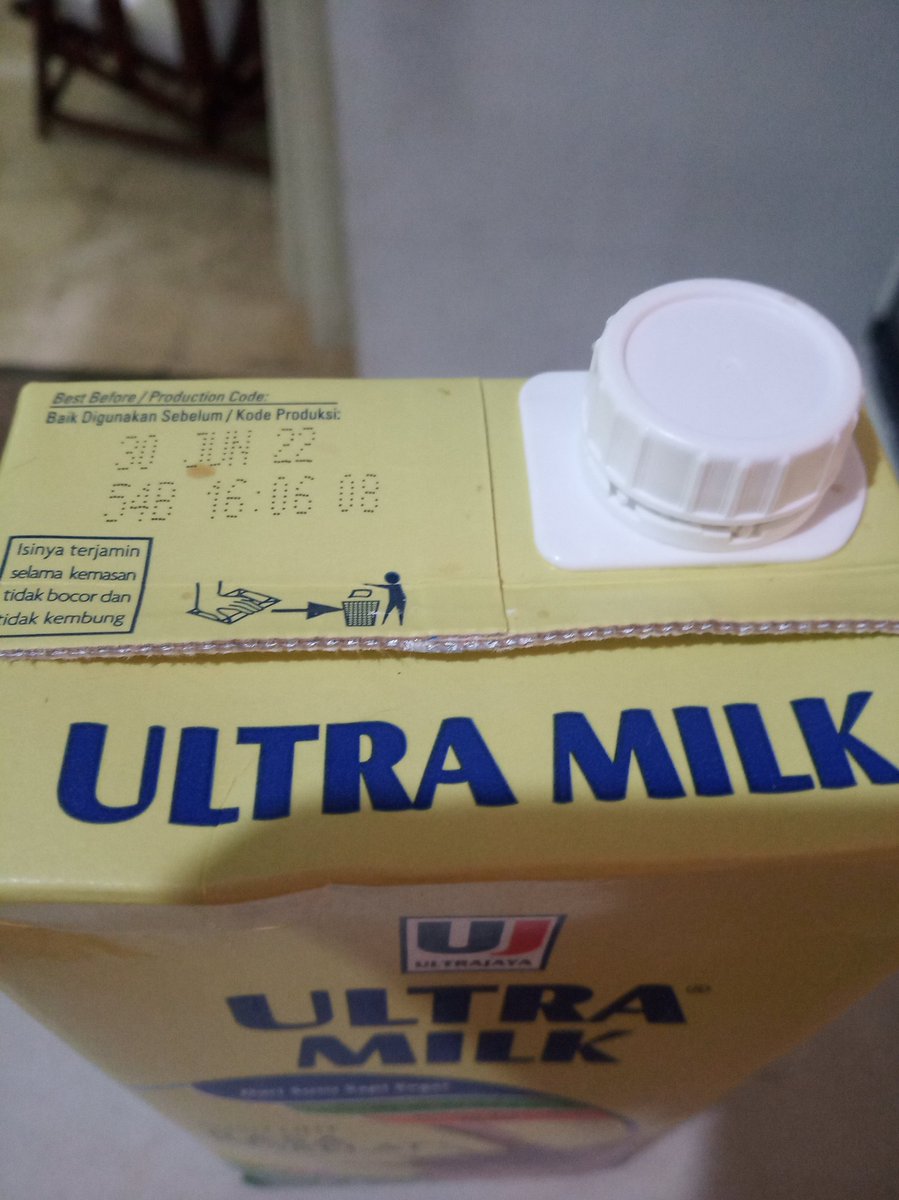 Best Before / Production Code:
Baik Digunakan Sebelum / Kode Produksi:
30 JUN 22
54B 16:06 08
Isinya terjamin
selama kemasan
tidak bocor dan
tidak kembung
ULTRA MILK
UJ
ULTRAJAYA
ULTRA
MILK